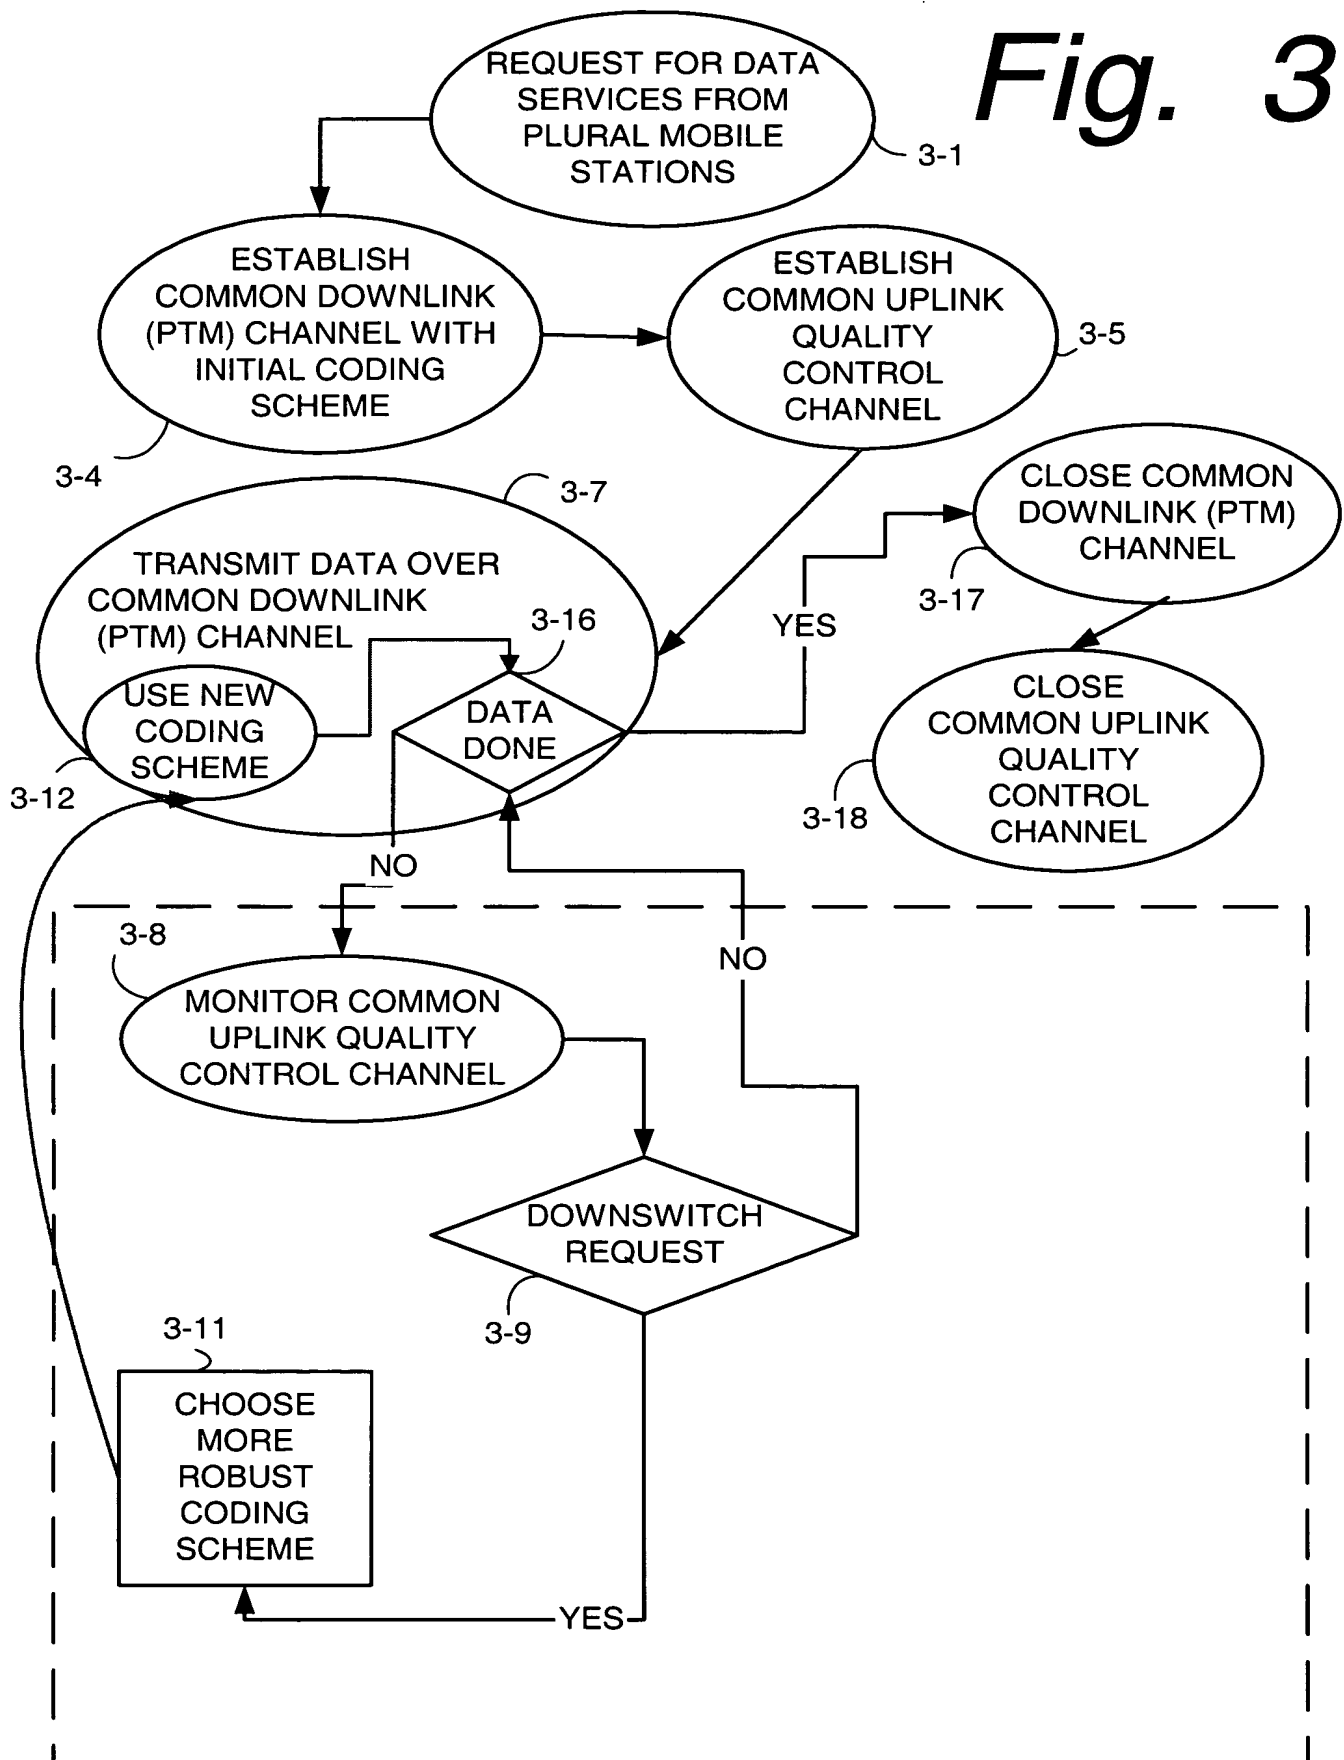 Fig. 3
REQUEST FOR DATA
SERVICES FROM
PLURAL MOBILE
STATIONS
3-1
ESTABLISH
COMMON DOWNLINK
(PTM) CHANNEL WITH
INITIAL CODING
SCHEME
3-4
ESTABLISH
COMMON UPLINK
QUALITY
CONTROL
CHANNEL
3-5
3-7
TRANSMIT DATA OVER
COMMON DOWNLINK
(PTM) CHANNEL
3-16
USE NEW
CODING
SCHEME
3-12
DATA
DONE
YES
CLOSE COMMON
DOWNLINK (PTM)
CHANNEL
3-17
CLOSE
COMMON UPLINK
QUALITY
CONTROL
CHANNEL
3-18
NO
NO
3-8
MONITOR COMMON
UPLINK QUALITY
CONTROL CHANNEL
DOWNSWITCH
REQUEST
3-9
3-11
CHOOSE
MORE
ROBUST
CODING
SCHEME
YES